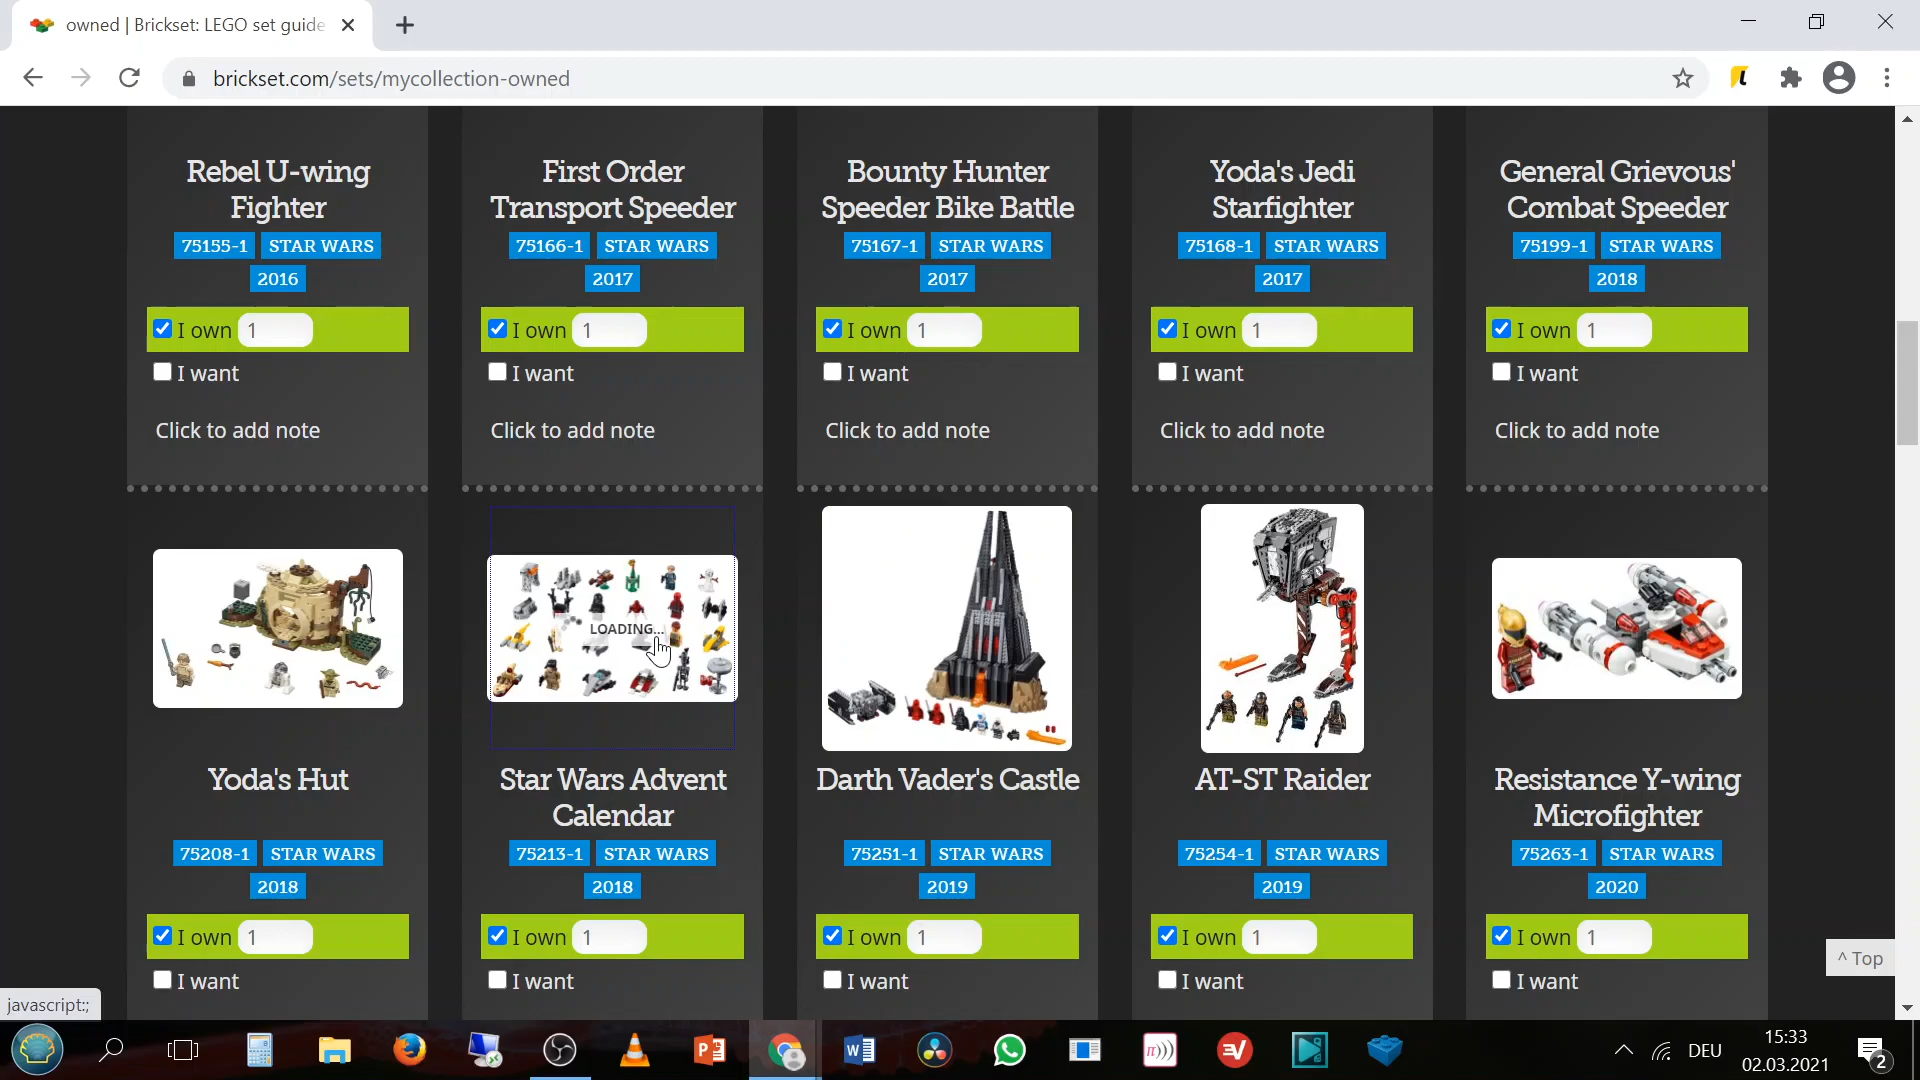 owned | Brickset: LEGO set guide
brickset.com/sets/mycollection-owned
Rebel U-wing Fighter
75155-1 STAR WARS
2016
I own 1
I want
Click to add note
First Order Transport Speeder
75166-1 STAR WARS
2017
I own 1
I want
Click to add note
Bounty Hunter Speeder Bike Battle
75167-1 STAR WARS
2017
I own 1
I want
Click to add note
Yoda's Jedi Starfighter
75168-1 STAR WARS
2017
I own 1
I want
Click to add note
General Grievous' Combat Speeder
75199-1 STAR WARS
2018
I own 1
I want
Click to add note
Yoda's Hut
75208-1 STAR WARS
2018
I own 1
I want
LOADING...
Star Wars Advent Calendar
75213-1 STAR WARS
2018
I own 1
I want
Darth Vader's Castle
75251-1 STAR WARS
2019
I own 1
I want
AT-ST Raider
75254-1 STAR WARS
2019
I own 1
I want
Resistance Y-wing Microfighter
75263-1 STAR WARS
2020
I own 1
I want
^ Top
javascript:;
DEU
15:33
02.03.2021
2